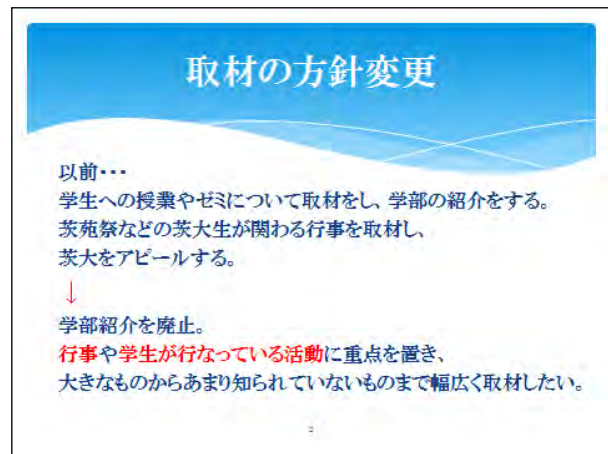 取材の方針変更
以前・・・
学生への授業やゼミについて取材をし、学部の紹介をする。
茨苑祭などの茨大生が関わる行事を取材し、
茨大をアピールする。
↓
学部紹介を廃止。
行事や学生が行なっている活動に重点を置き、
大きなものからあまり知られていないものまで幅広く取材したい。
2